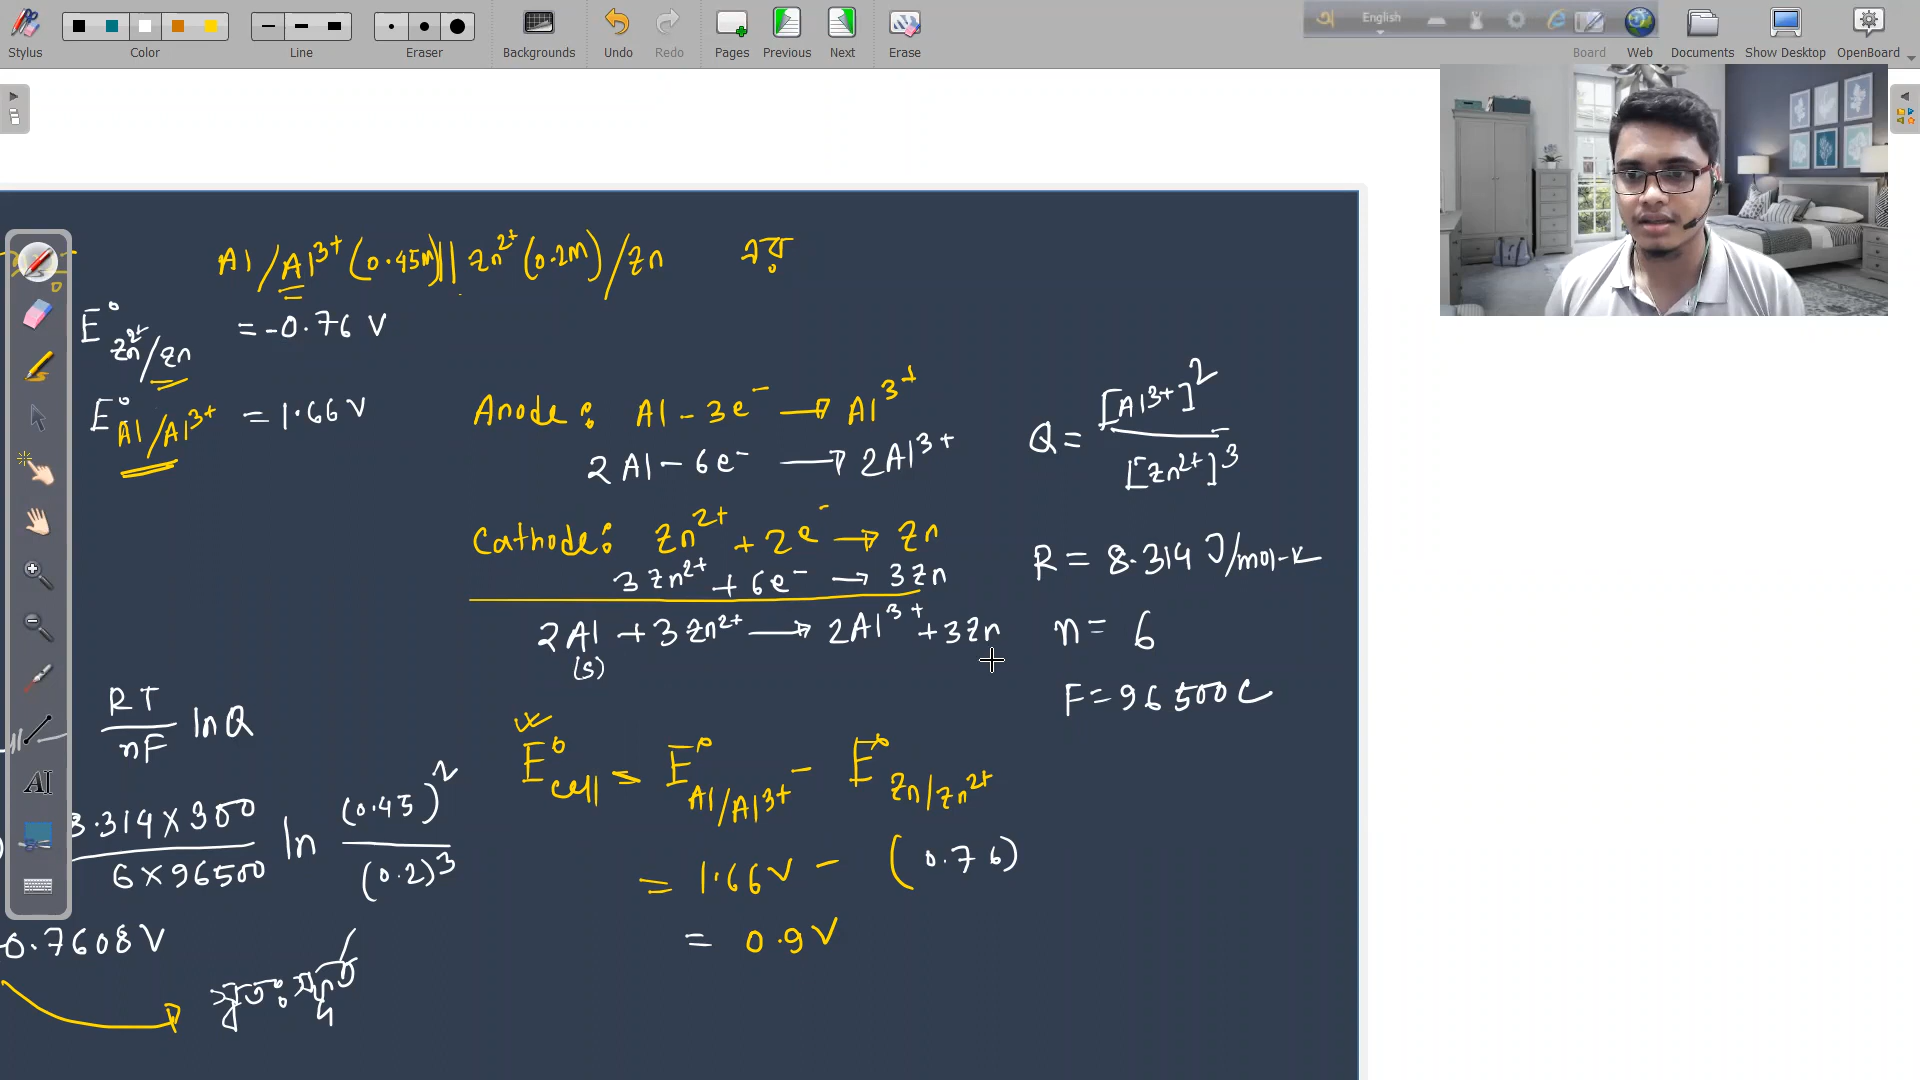 Stylus Color Line Eraser Backgrounds Undo Redo Pages Previous Next Erase English Board Web Documents Show Desktop OpenBoard
Al/Al³⁺(0.45M)||Zn²⁺(0.2M)/Zn
E°Zn²⁺/Zn = -0.76 V
E°Al/Al³⁺ = 1.66 V
Anode: Al - 3e⁻ → Al³⁺
2Al - 6e⁻ → 2Al³⁺
Cathode: Zn²⁺ + 2e⁻ → Zn
3Zn²⁺ + 6e⁻ → 3Zn
2Al + 3Zn²⁺ → 2Al³⁺ + 3Zn
(s)
Q = [Al³⁺]² / [Zn²⁺]³
R = 8.314 J/mol-K
n = 6
F = 96500C
RT/nF lnQ
8.314×300 / 6×96500 ln (0.45)² / (0.2)³
0.7608 V
স্বতঃস্ফূর্ত
E°cell = E°Al/Al³⁺ - E°Zn/Zn²⁺
= 1.66V - (0.76)
= 0.9V
AI